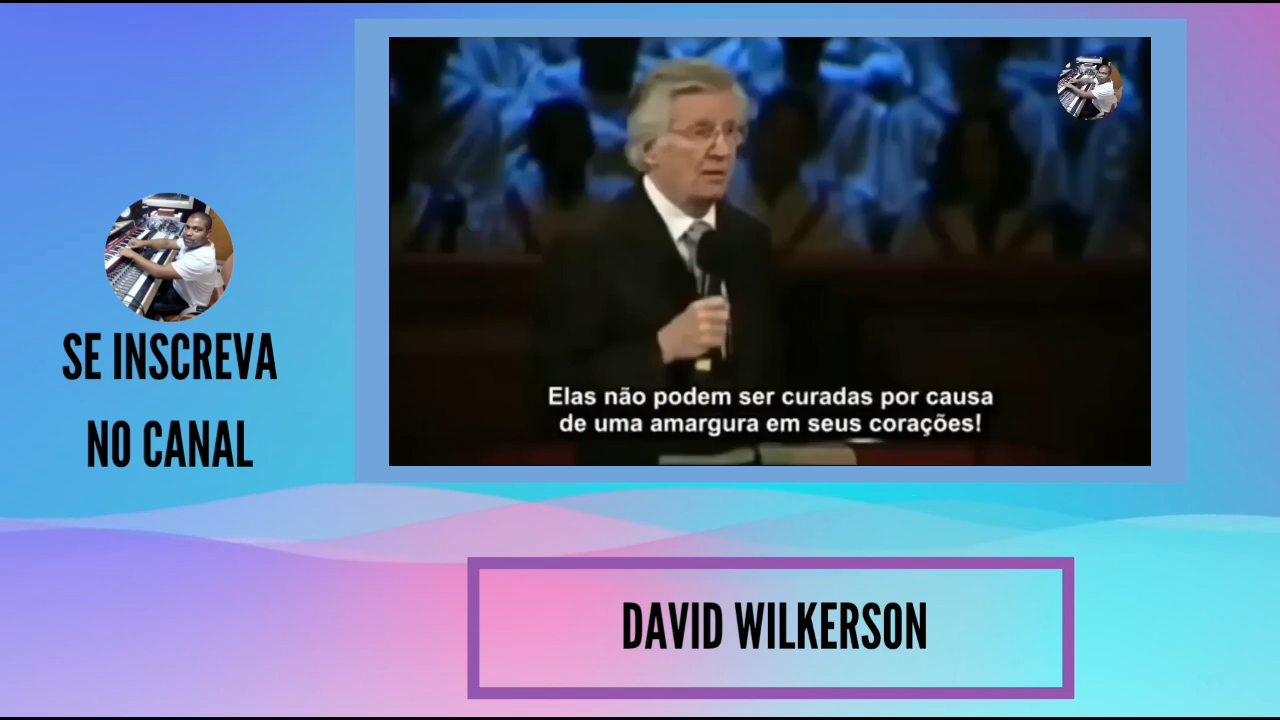 SE INSCREVA
NO CANAL
Elas não podem ser curadas por causa
de uma amargura em seus corações!
DAVID WILKERSON